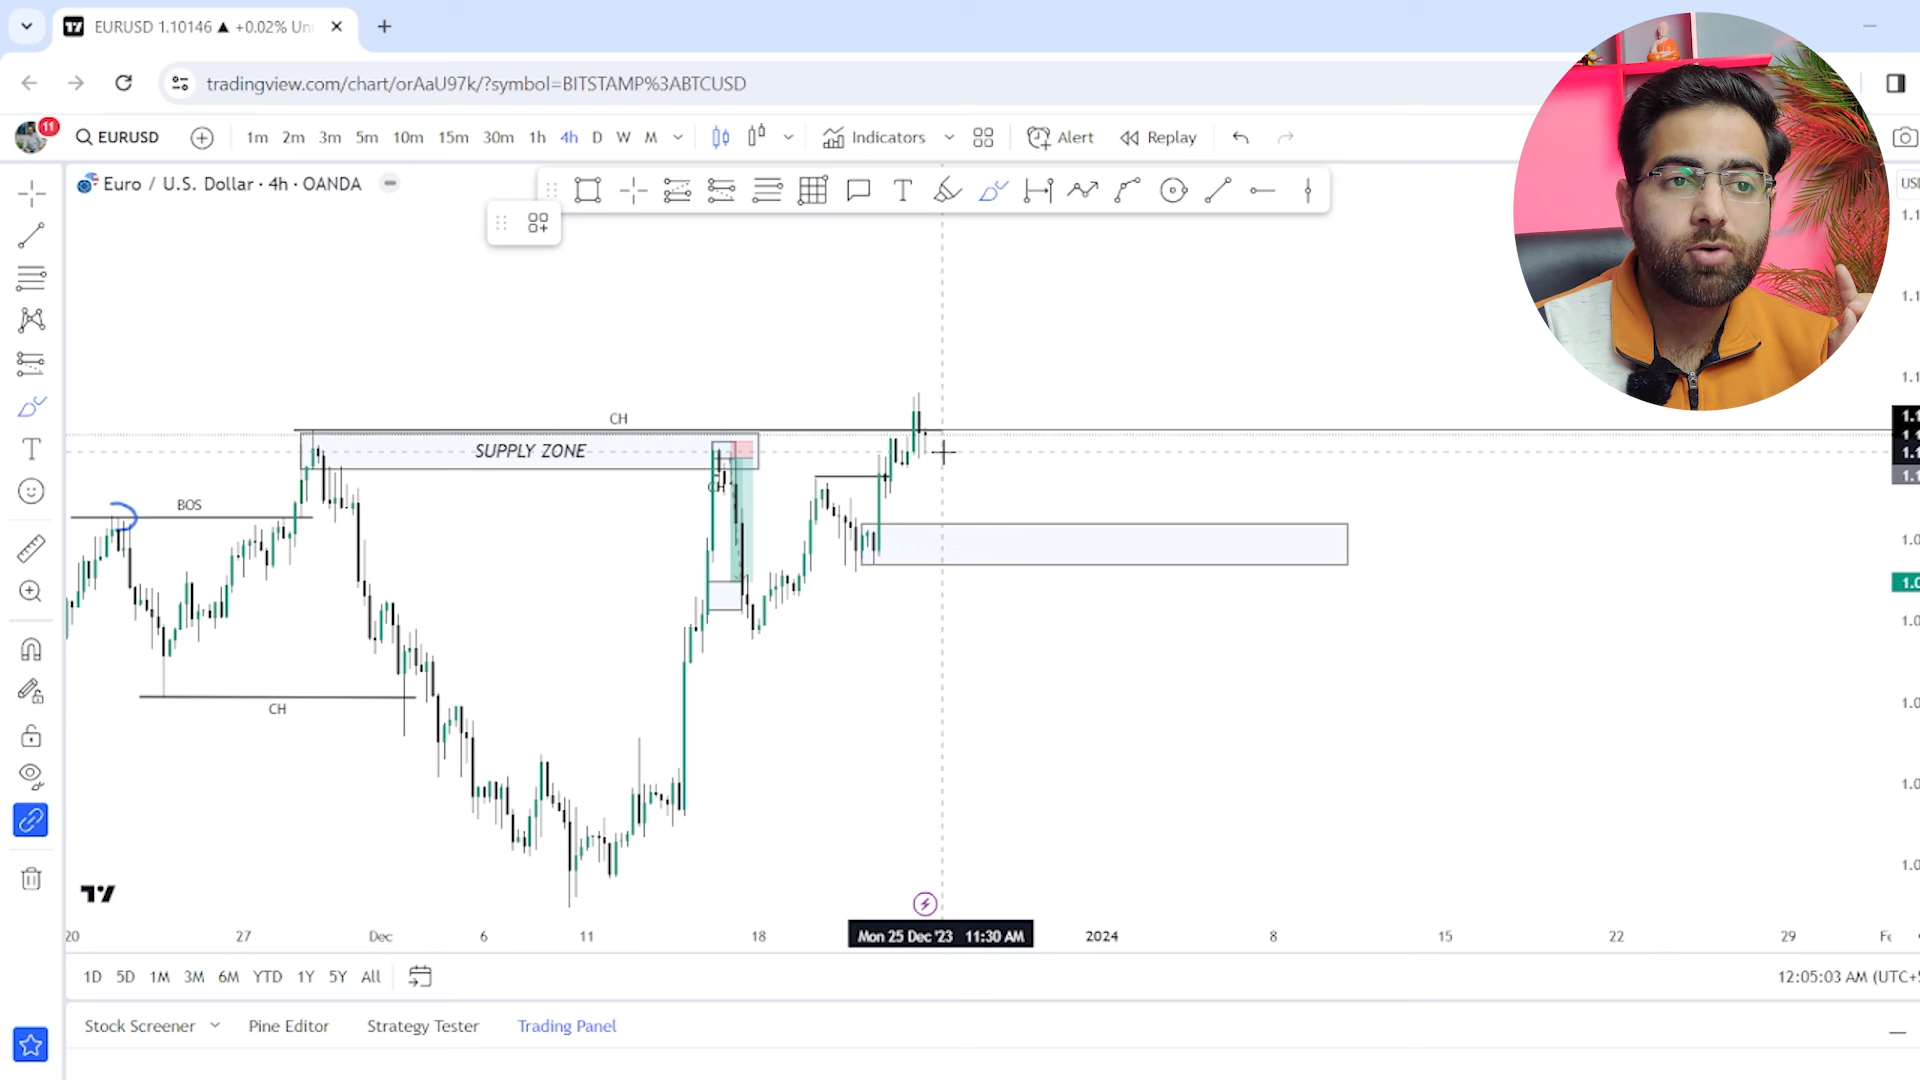 EURUSD 1.10146 ▲ +0.02% Un
tradingview.com/chart/orAaU97k/?symbol=BITSTAMP%3ABTCUSD
11
EURUSD
1m 2m 3m 5m 10m 15m 30m 1h 4h D W M
Indicators
Alert
Replay
Euro / U.S. Dollar · 4h · OANDA
CH
SUPPLY ZONE
CH
BOS
CH
20 27 Dec 6 11 18 Mon 25 Dec '23 11:30 AM 2024 8 15 22 29
1D 5D 1M 3M 6M YTD 1Y 5Y All
12:05:03 AM (UTC+
Stock Screener Pine Editor Strategy Tester Trading Panel